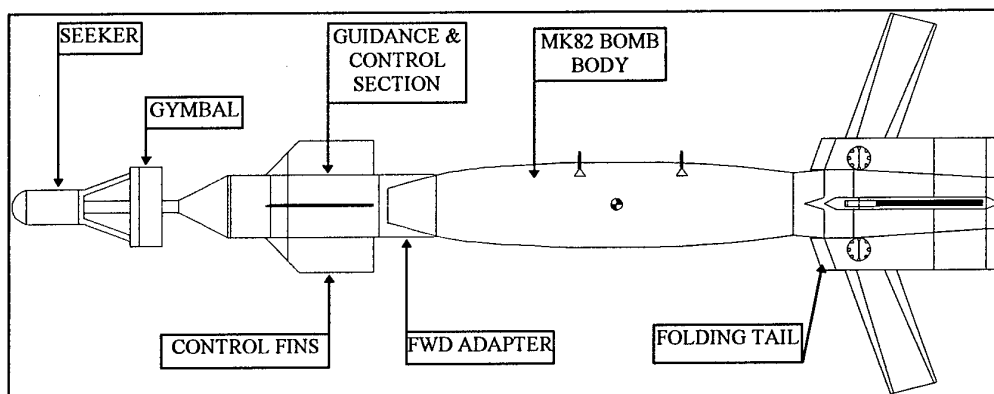 SEEKER
GYMBAL
GUIDANCE &
CONTROL
SECTION
MK82 BOMB
BODY
CONTROL FINS
FWD ADAPTER
FOLDING TAIL